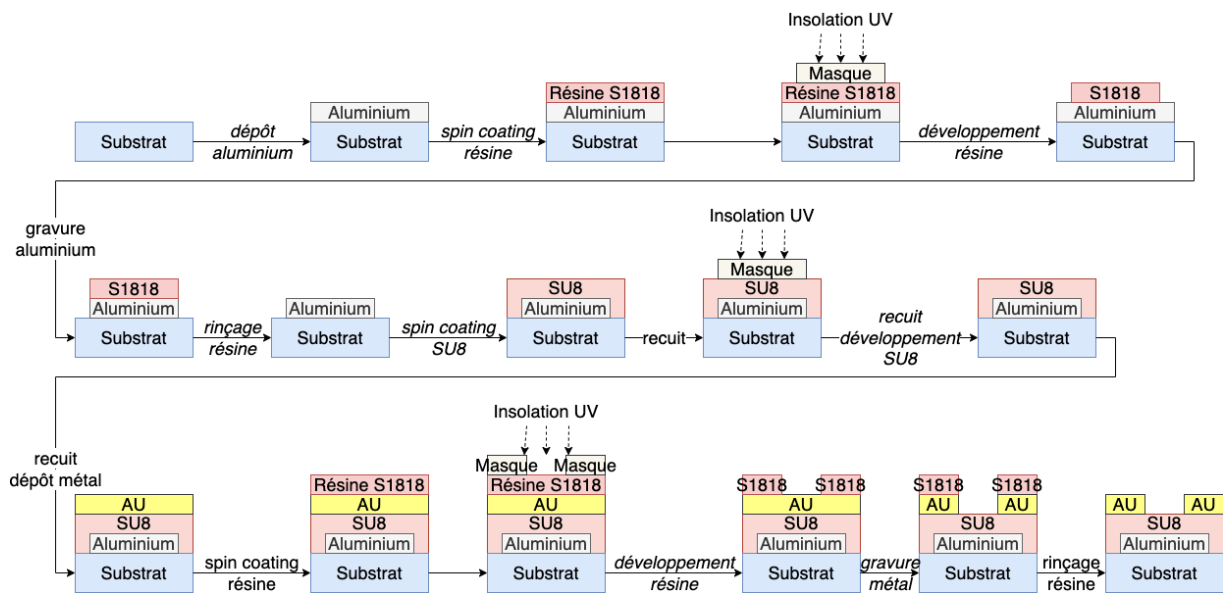 Insolation UV
Masque
Résine S1818
Résine S1818
S1818
Aluminium
Aluminium
Aluminium
Aluminium
Substrat
dépôt
aluminium
Substrat
spin coating
résine
Substrat
Substrat
développement
résine
Substrat
gravure
aluminium
Insolation UV
Masque
S1818
SU8
SU8
SU8
Aluminium
Aluminium
Aluminium
Aluminium
Aluminium
Substrat
rinçage
résine
Substrat
spin coating
SU8
Substrat
recuit
Substrat
recuit
développement
SU8
Substrat
recuit
dépôt métal
Insolation UV
Masque
Masque
Résine S1818
Résine S1818
S1818
S1818
S1818
S1818
AU
AU
AU
AU
AU
AU
AU
AU
SU8
SU8
SU8
SU8
SU8
SU8
Aluminium
Aluminium
Aluminium
Aluminium
Aluminium
Aluminium
Substrat
spin coating
résine
Substrat
Substrat
développement
résine
Substrat
gravure
métal
Substrat
rinçage
résine
Substrat